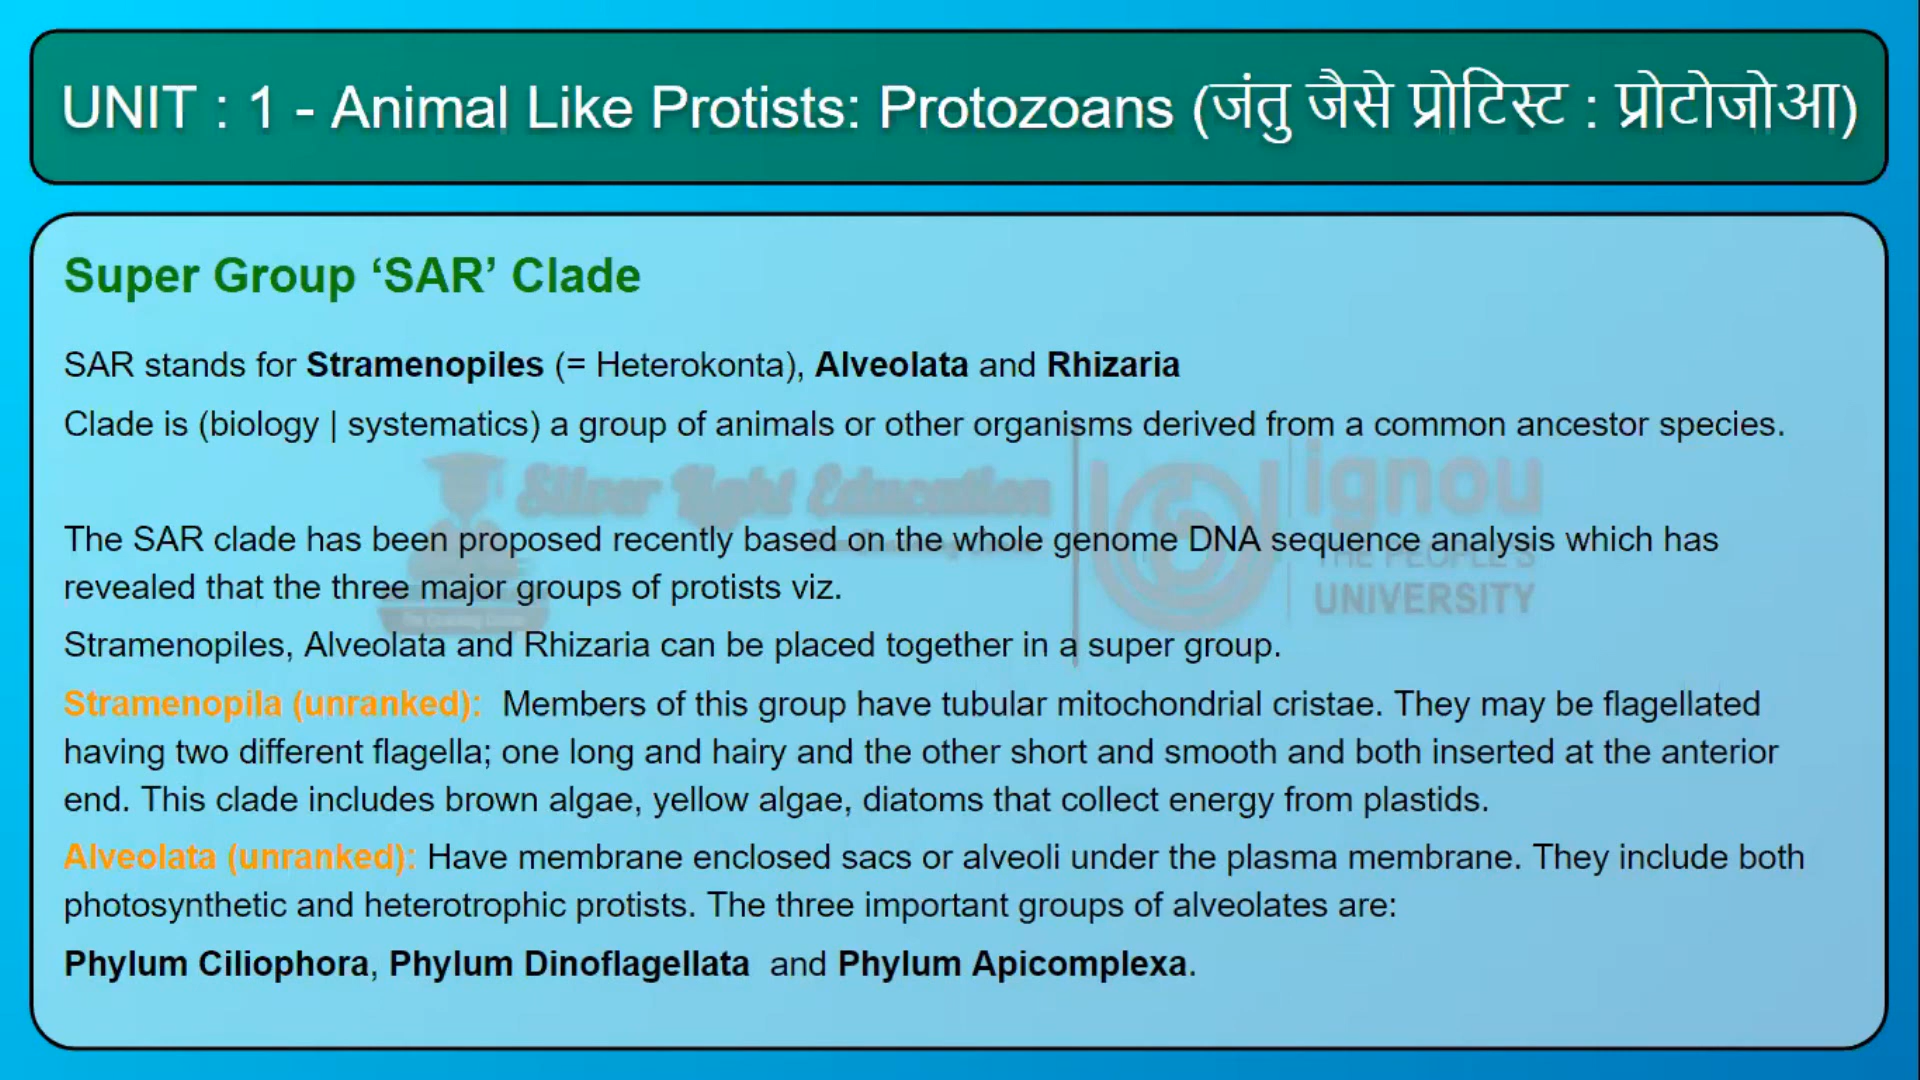 UNIT : 1 - Animal Like Protists: Protozoans (जंतु जैसे प्रोटिस्ट : प्रोटोजोआ)
Super Group ‘SAR’ Clade
SAR stands for Stramenopiles (= Heterokonta), Alveolata and Rhizaria
Clade is (biology | systematics) a group of animals or other organisms derived from a common ancestor species.
Silver Light Education
ignou
THE PEOPLE'S
UNIVERSITY
The SAR clade has been proposed recently based on the whole genome DNA sequence analysis which has
revealed that the three major groups of protists viz.
Stramenopiles, Alveolata and Rhizaria can be placed together in a super group.
Stramenopila (unranked): Members of this group have tubular mitochondrial cristae. They may be flagellated
having two different flagella; one long and hairy and the other short and smooth and both inserted at the anterior
end. This clade includes brown algae, yellow algae, diatoms that collect energy from plastids.
Alveolata (unranked): Have membrane enclosed sacs or alveoli under the plasma membrane. They include both
photosynthetic and heterotrophic protists. The three important groups of alveolates are:
Phylum Ciliophora, Phylum Dinoflagellata and Phylum Apicomplexa.